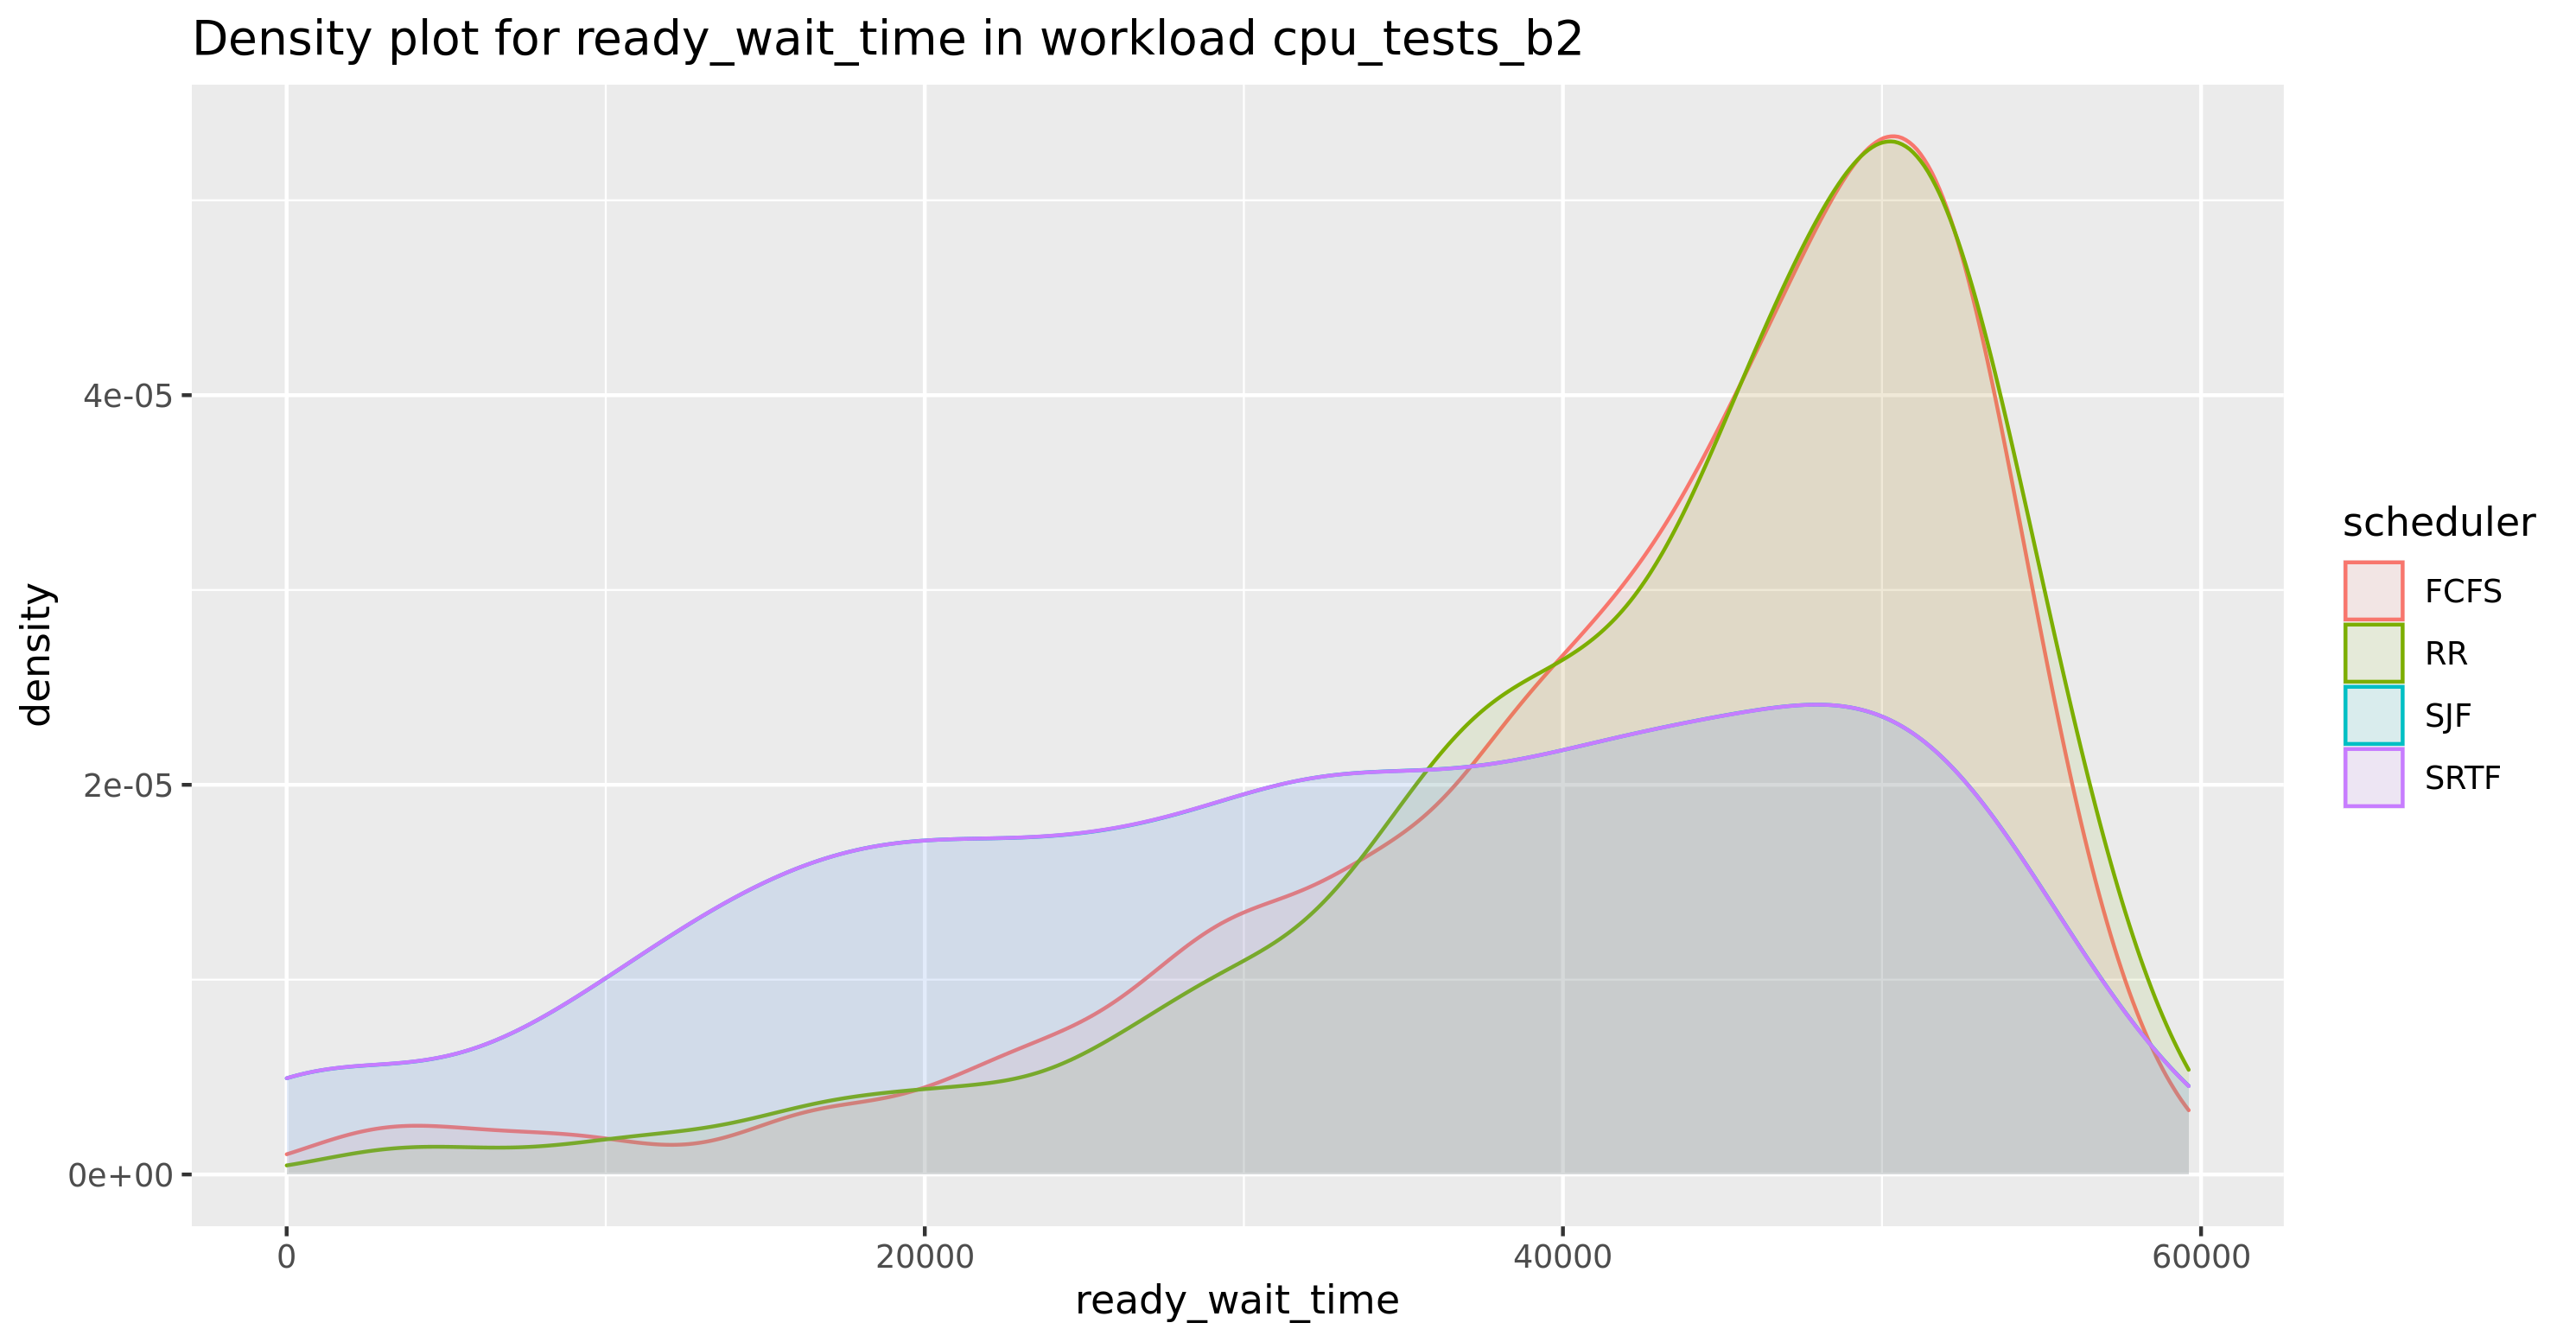 Density plot for ready_wait_time in workload cpu_tests_b2
density
4e-05
2e-05
0e+00
0
20000
40000
60000
ready_wait_time
scheduler
FCFS
RR
SJF
SRTF